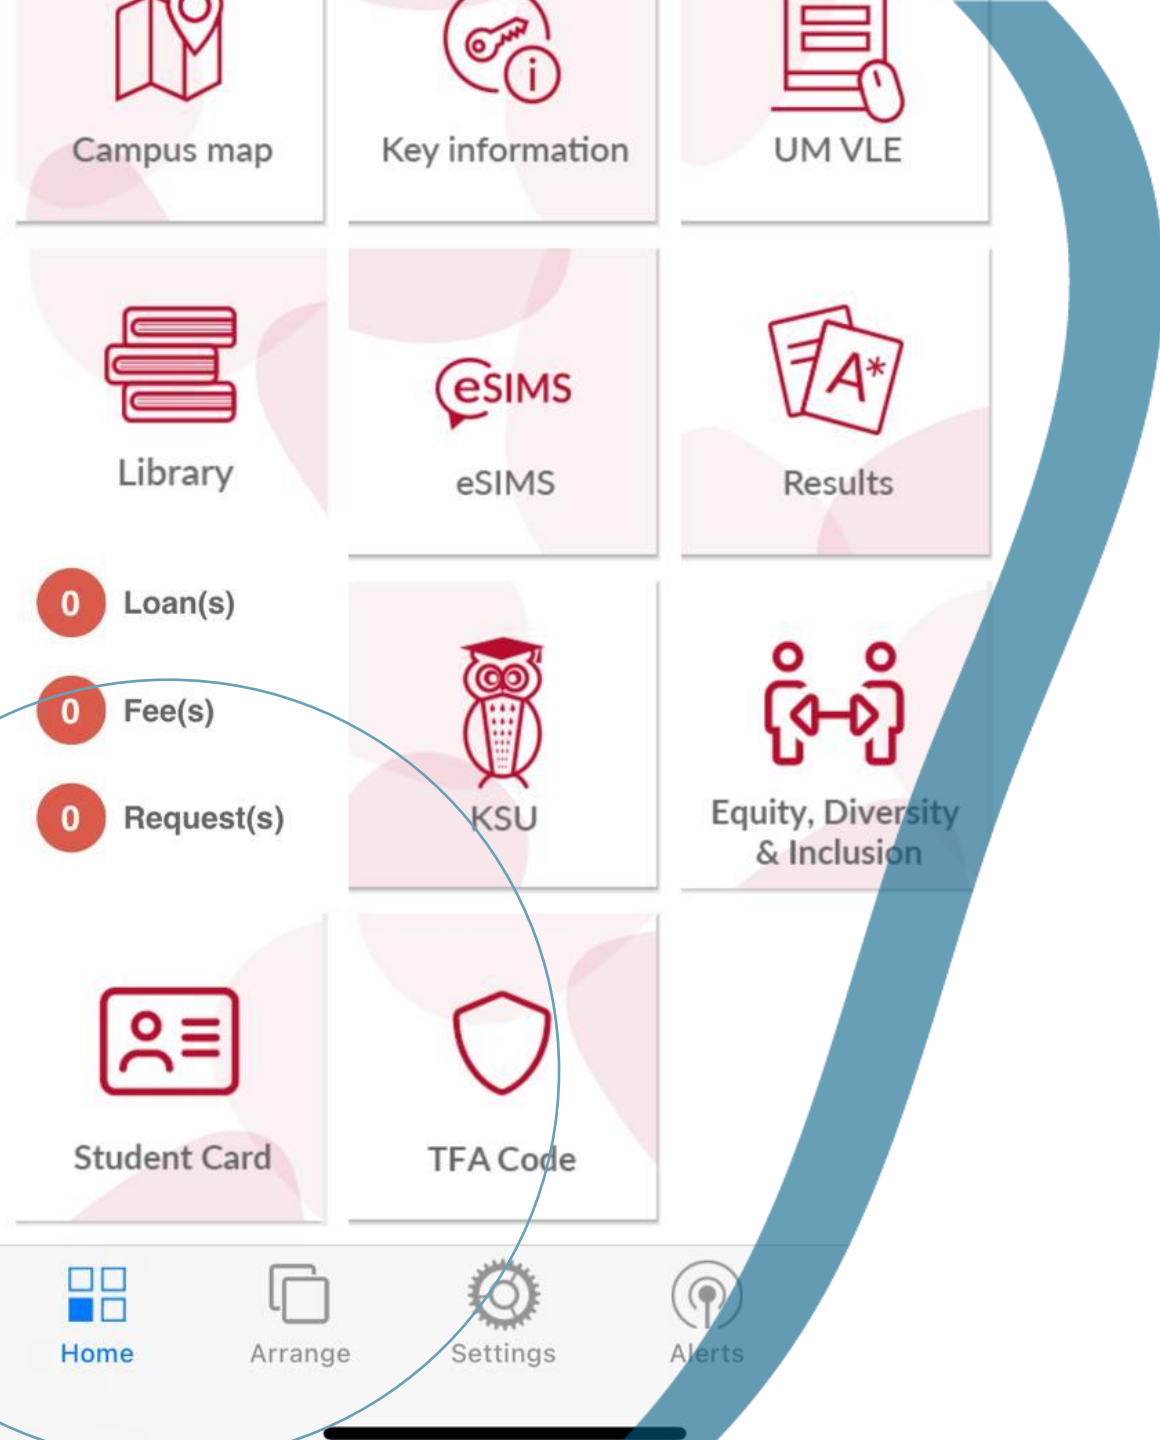 Campus map
Key information
UM VLE
Library
eSIMS
eSIMS
A*
Results
0 Loan(s)
0 Fee(s)
0 Request(s)
KSU
Equity, Diversity
& Inclusion
Student Card
TFA Code
Home
Arrange
Settings
Alerts